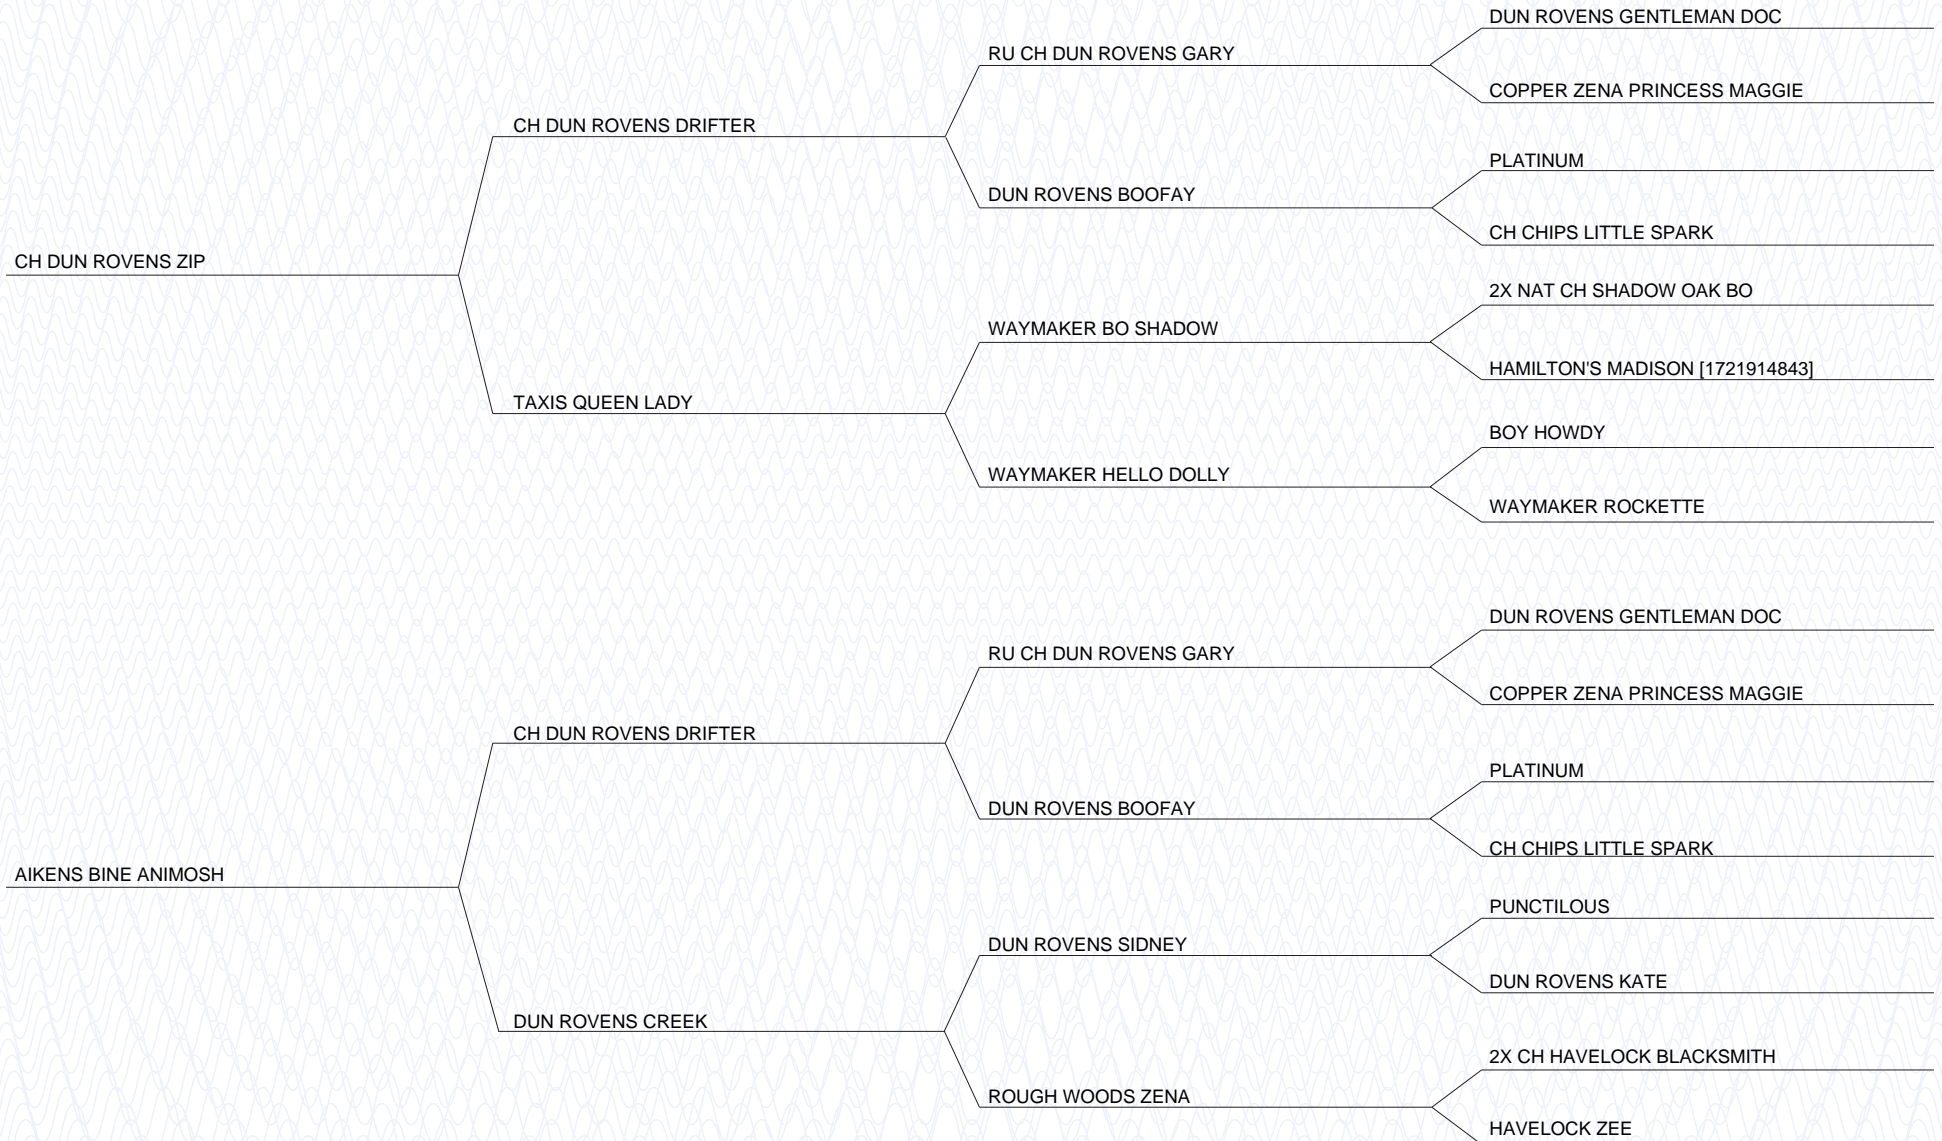 DUN ROVENS GENTLEMAN DOC
RU CH DUN ROVENS GARY
COPPER ZENA PRINCESS MAGGIE
CH DUN ROVENS DRIFTER
PLATINUM
DUN ROVENS BOOFAY
CH CHIPS LITTLE SPARK
CH DUN ROVENS ZIP
2X NAT CH SHADOW OAK BO
WAYMAKER BO SHADOW
HAMILTON'S MADISON [1721914843]
TAXIS QUEEN LADY
BOY HOWDY
WAYMAKER HELLO DOLLY
WAYMAKER ROCKETTE
DUN ROVENS GENTLEMAN DOC
RU CH DUN ROVENS GARY
COPPER ZENA PRINCESS MAGGIE
CH DUN ROVENS DRIFTER
PLATINUM
DUN ROVENS BOOFAY
CH CHIPS LITTLE SPARK
AIKENS BINE ANIMOSH
PUNCTILOUS
DUN ROVENS SIDNEY
DUN ROVENS KATE
DUN ROVENS CREEK
2X CH HAVELOCK BLACKSMITH
ROUGH WOODS ZENA
HAVELOCK ZEE